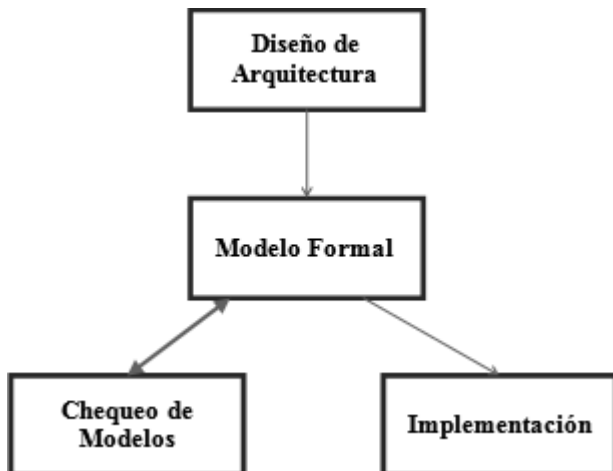 Diseño de
Arquitectura
Modelo Formal
Chequeo de
Modelos
Implementación